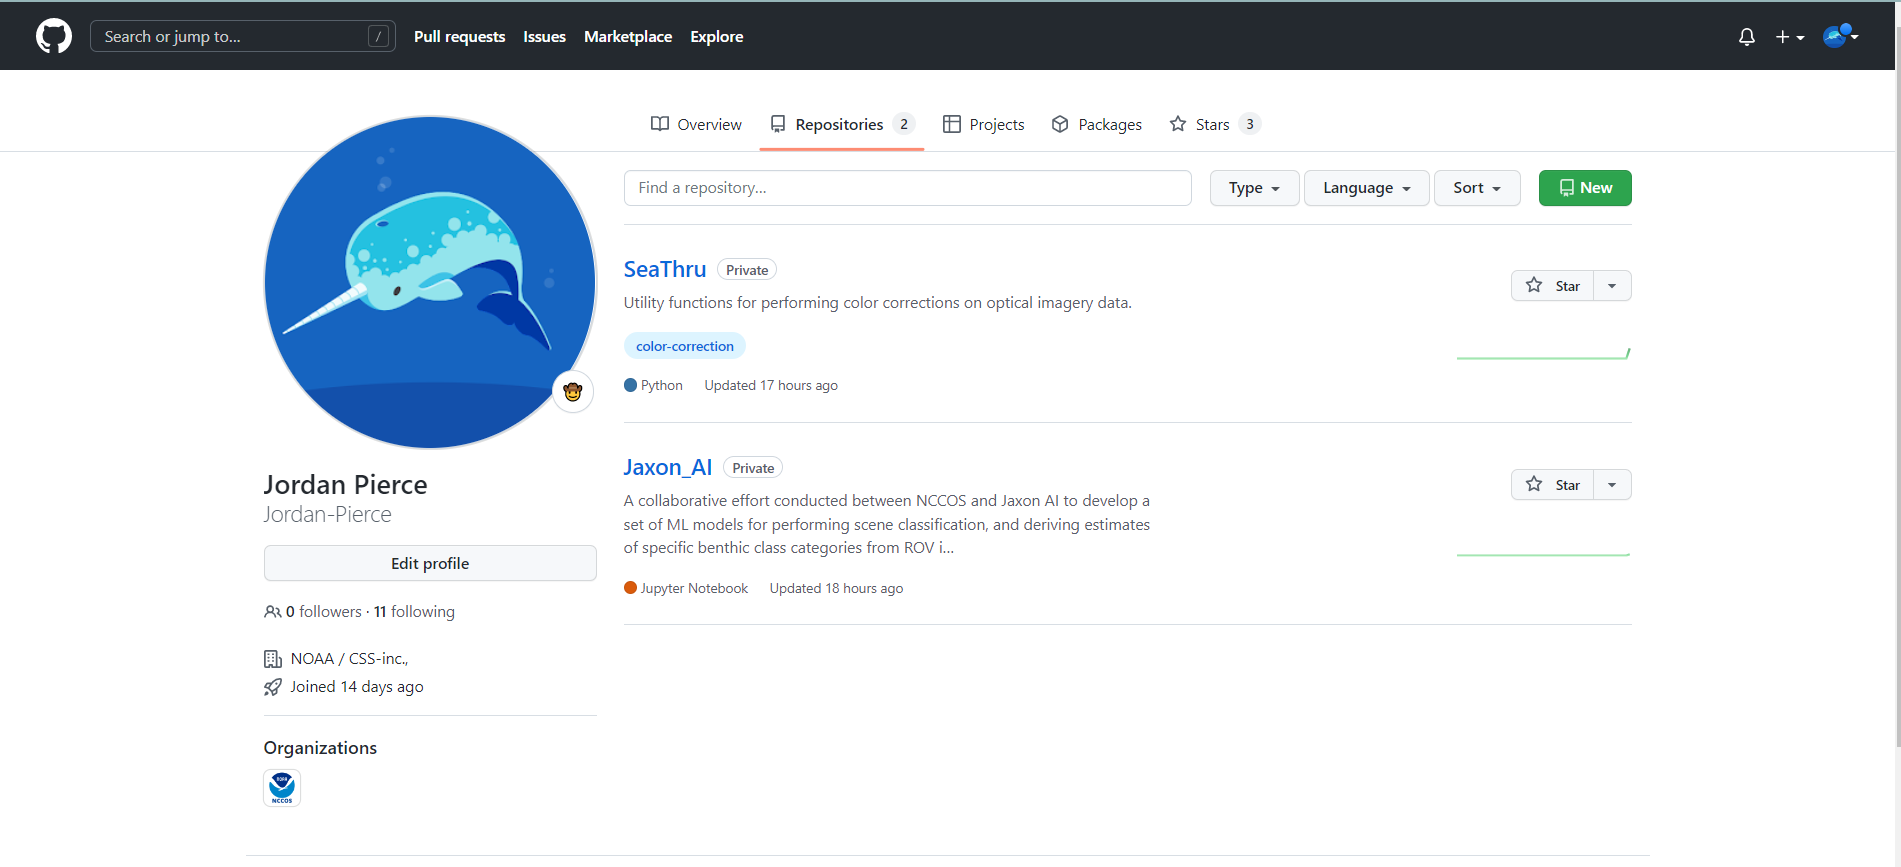 Search or jump to... / Pull requests Issues Marketplace Explore
Overview Repositories 2 Projects Packages Stars 3
Find a repository... Type Language Sort New
SeaThru Private
Star
Utility functions for performing color corrections on optical imagery data.
color-correction
Python Updated 17 hours ago
Jaxon_AI Private
Star
A collaborative effort conducted between NCCOS and Jaxon AI to develop a
set of ML models for performing scene classification, and deriving estimates
of specific benthic class categories from ROV i...
Jupyter Notebook Updated 18 hours ago
Jordan Pierce
Jordan-Pierce
Edit profile
0 followers · 11 following
NOAA / CSS-inc.,
Joined 14 days ago
Organizations
NOAA
NCCOS